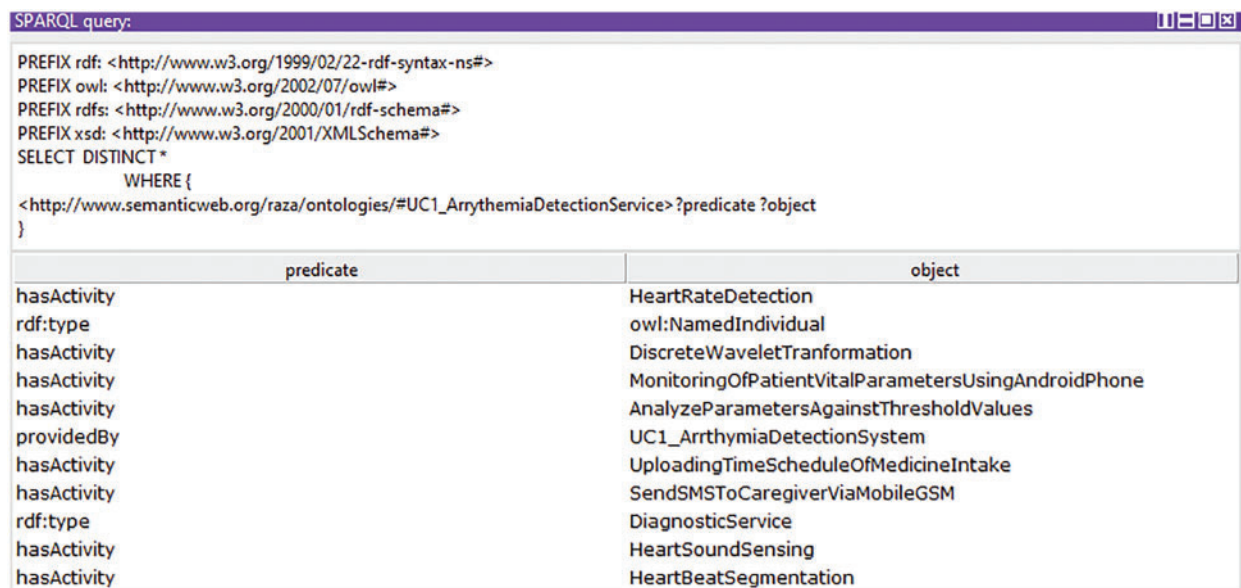 SPARQL query:
PREFIX rdf: <http://www.w3.org/1999/02/22-rdf-syntax-ns#>
PREFIX owl: <http://www.w3.org/2002/07/owl#>
PREFIX rdfs: <http://www.w3.org/2000/01/rdf-schema#>
PREFIX xsd: <http://www.w3.org/2001/XMLSchema#>
SELECT DISTINCT *
WHERE {
<http://www.semanticweb.org/raza/ontologies/#UC1_ArrythemiaDetectionService>?predicate ?object
}
predicate object
hasActivity HeartRateDetection
rdf:type owl:NamedIndividual
hasActivity DiscreteWaveletTranformation
hasActivity MonitoringOfPatientVitalParametersUsingAndroidPhone
hasActivity AnalyzeParametersAgainstThresholdValues
providedBy UC1_ArrthymiaDetectionSystem
hasActivity UploadingTimeScheduleOfMedicineIntake
hasActivity SendSMSToCaregiverViaMobileGSM
rdf:type DiagnosticService
hasActivity HeartSoundSensing
hasActivity HeartBeatSegmentation